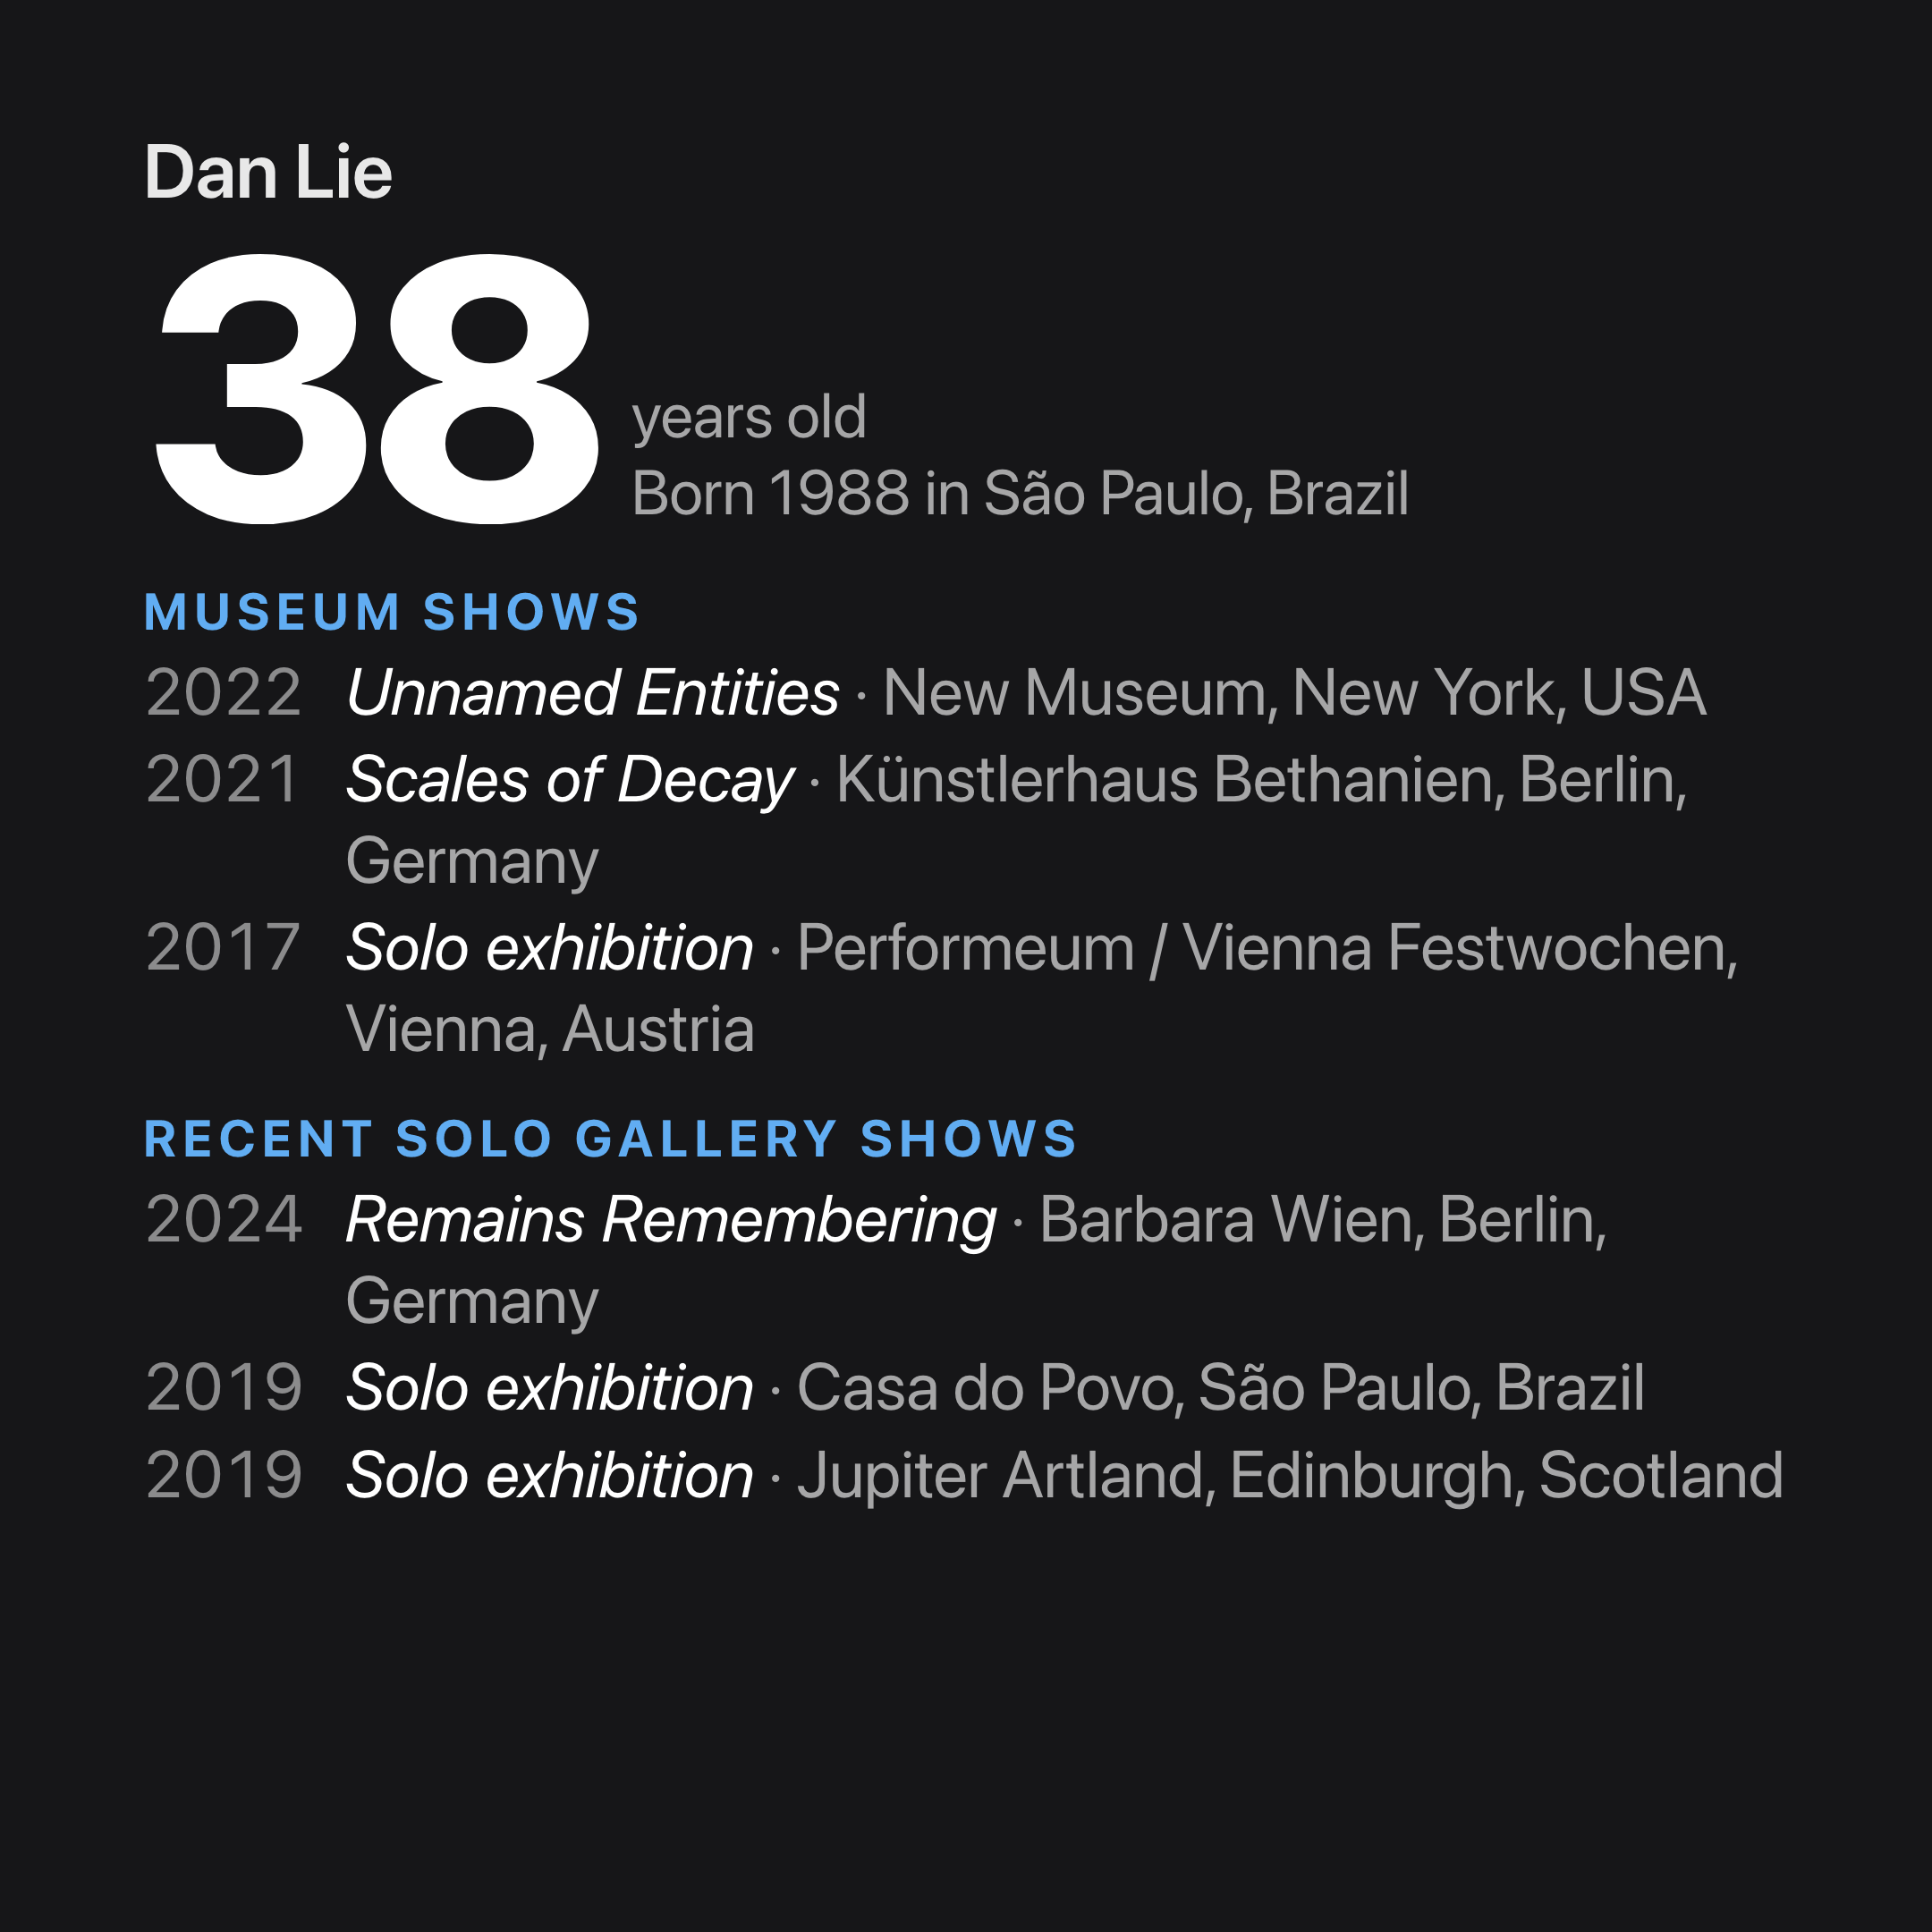 Dan Lie
38
years old
Born 1988 in São Paulo, Brazil
MUSEUM SHOWS
2022 Unnamed Entities · New Museum, New York, USA
2021 Scales of Decay · Künstlerhaus Bethanien, Berlin,
Germany
2017 Solo exhibition · Performeum / Vienna Festwochen,
Vienna, Austria
RECENT SOLO GALLERY SHOWS
2024 Remains Remembering · Barbara Wien, Berlin,
Germany
2019 Solo exhibition · Casa do Povo, São Paulo, Brazil
2019 Solo exhibition · Jupiter Artland, Edinburgh, Scotland